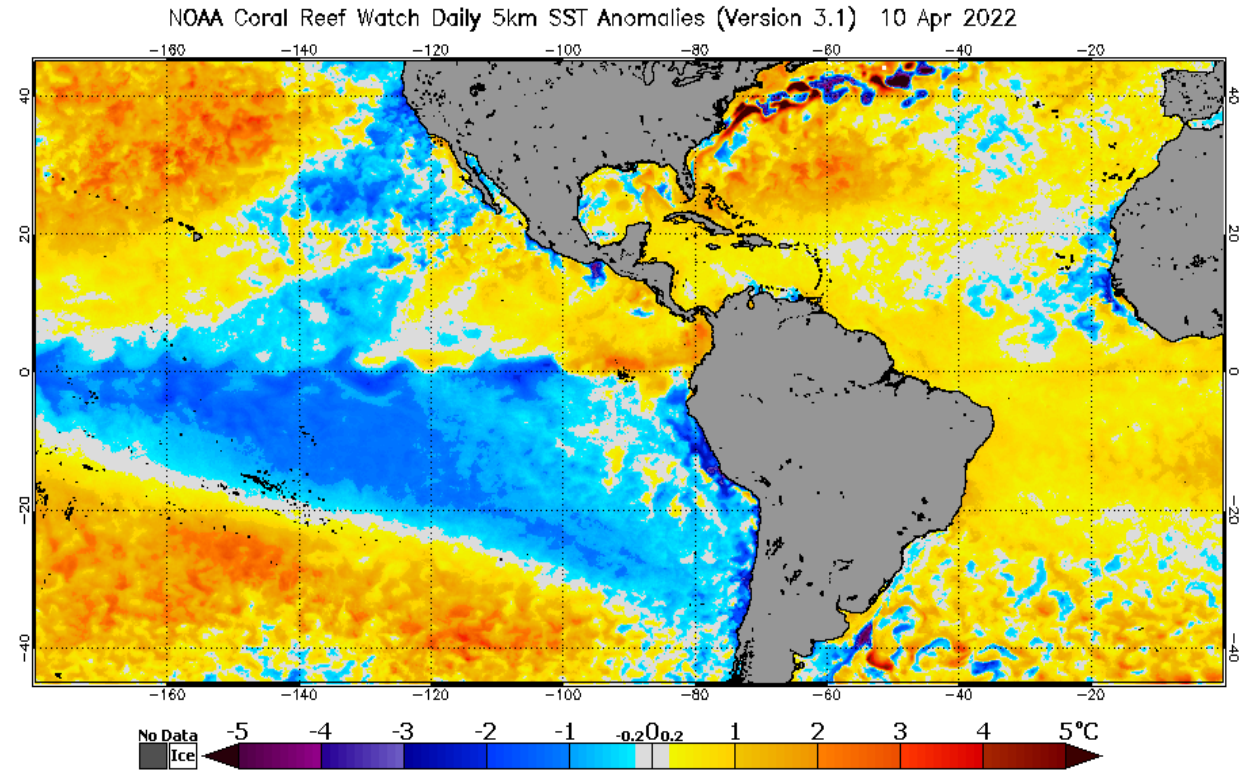 NOAA Coral Reef Watch Daily 5km SST Anomalies (Version 3.1) 10 Apr 2022
-160 -140 -120 -100 -80 -60 -40 -20
40 40
20 20
0 0
-20 -20
-40 -40
-160 -140 -120 -100 -80 -60 -40 -20
No Data -5 -4 -3 -2 -1 -0.2 0 0.2 1 2 3 4 5°C
Ice